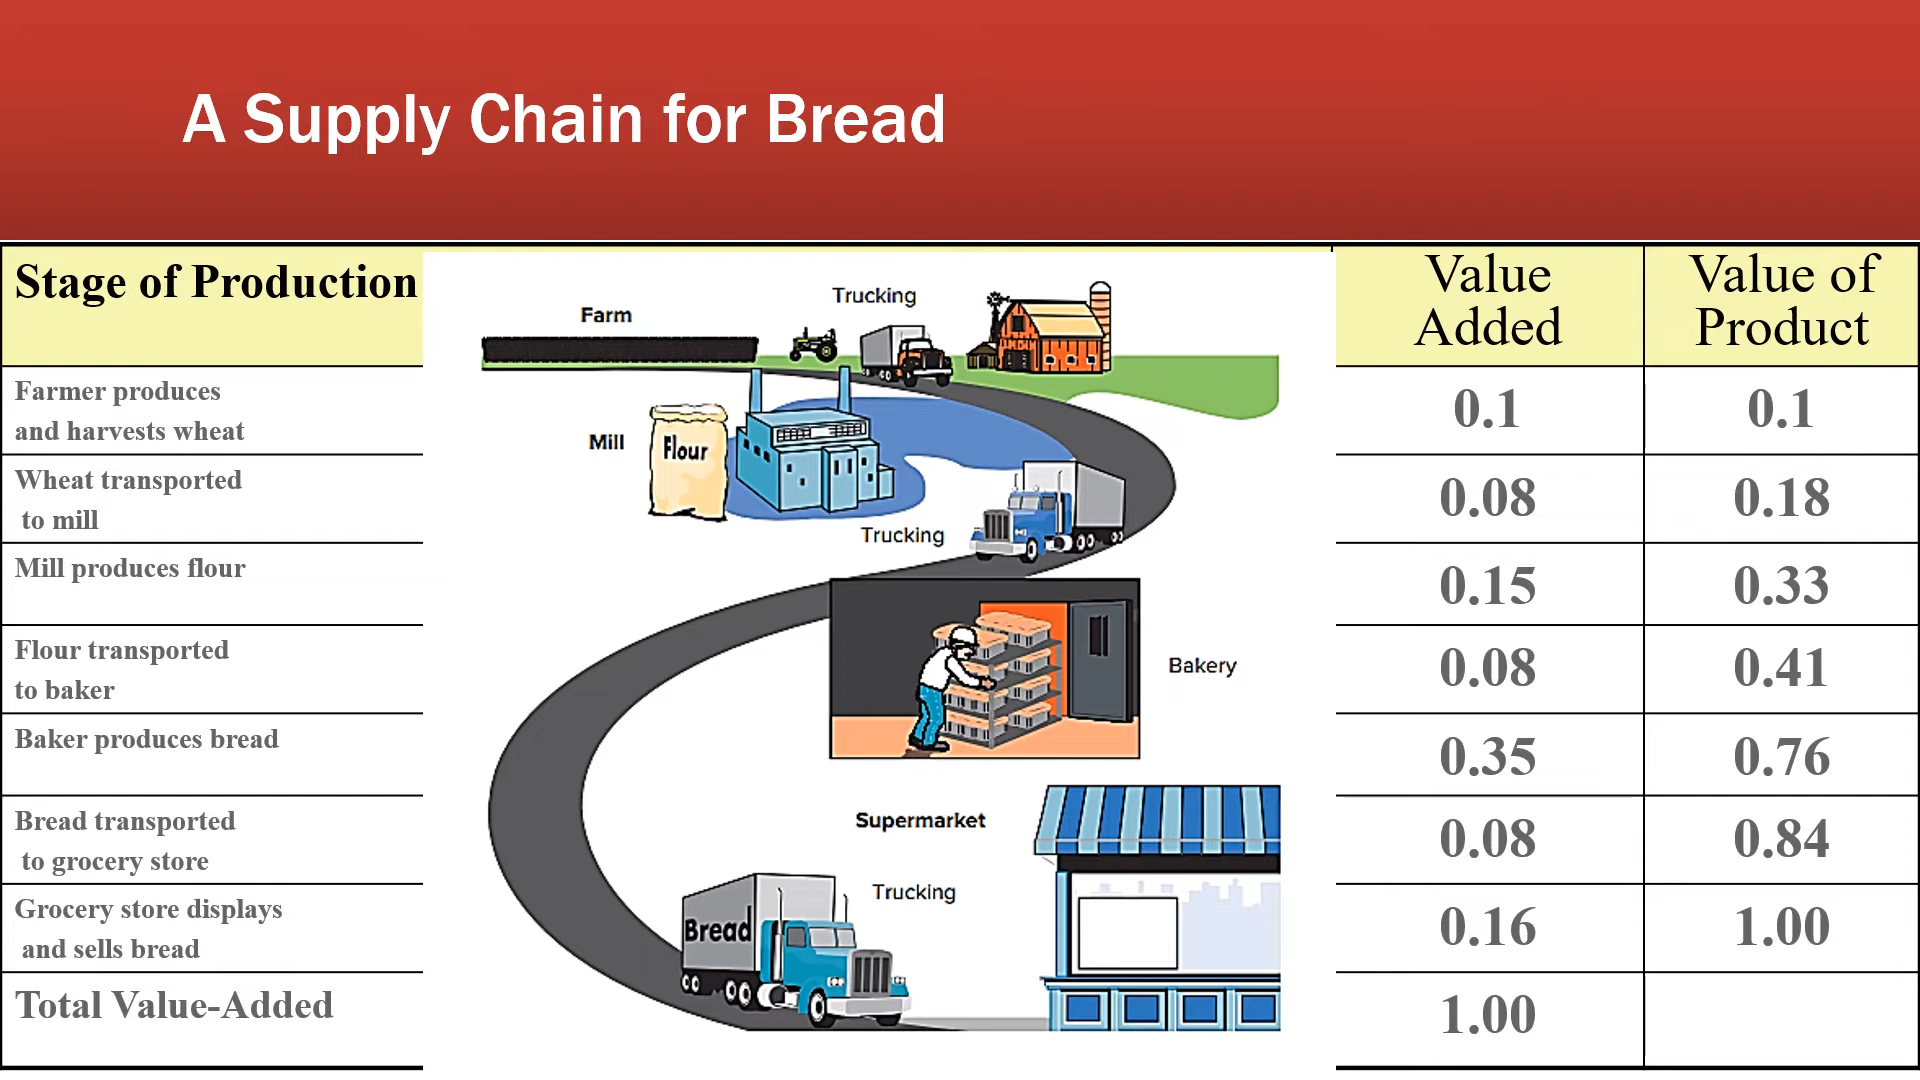 A Supply Chain for Bread
Stage of Production
Value
Added
Value of
Product
Farmer produces
and harvests wheat
0.1
0.1
Wheat transported
to mill
0.08
0.18
Mill produces flour
0.15
0.33
Flour transported
to baker
0.08
0.41
Baker produces bread
0.35
0.76
Bread transported
to grocery store
0.08
0.84
Grocery store displays
and sells bread
0.16
1.00
Total Value-Added
1.00
Farm
Trucking
Mill
Flour
Trucking
Bakery
Supermarket
Trucking
Bread